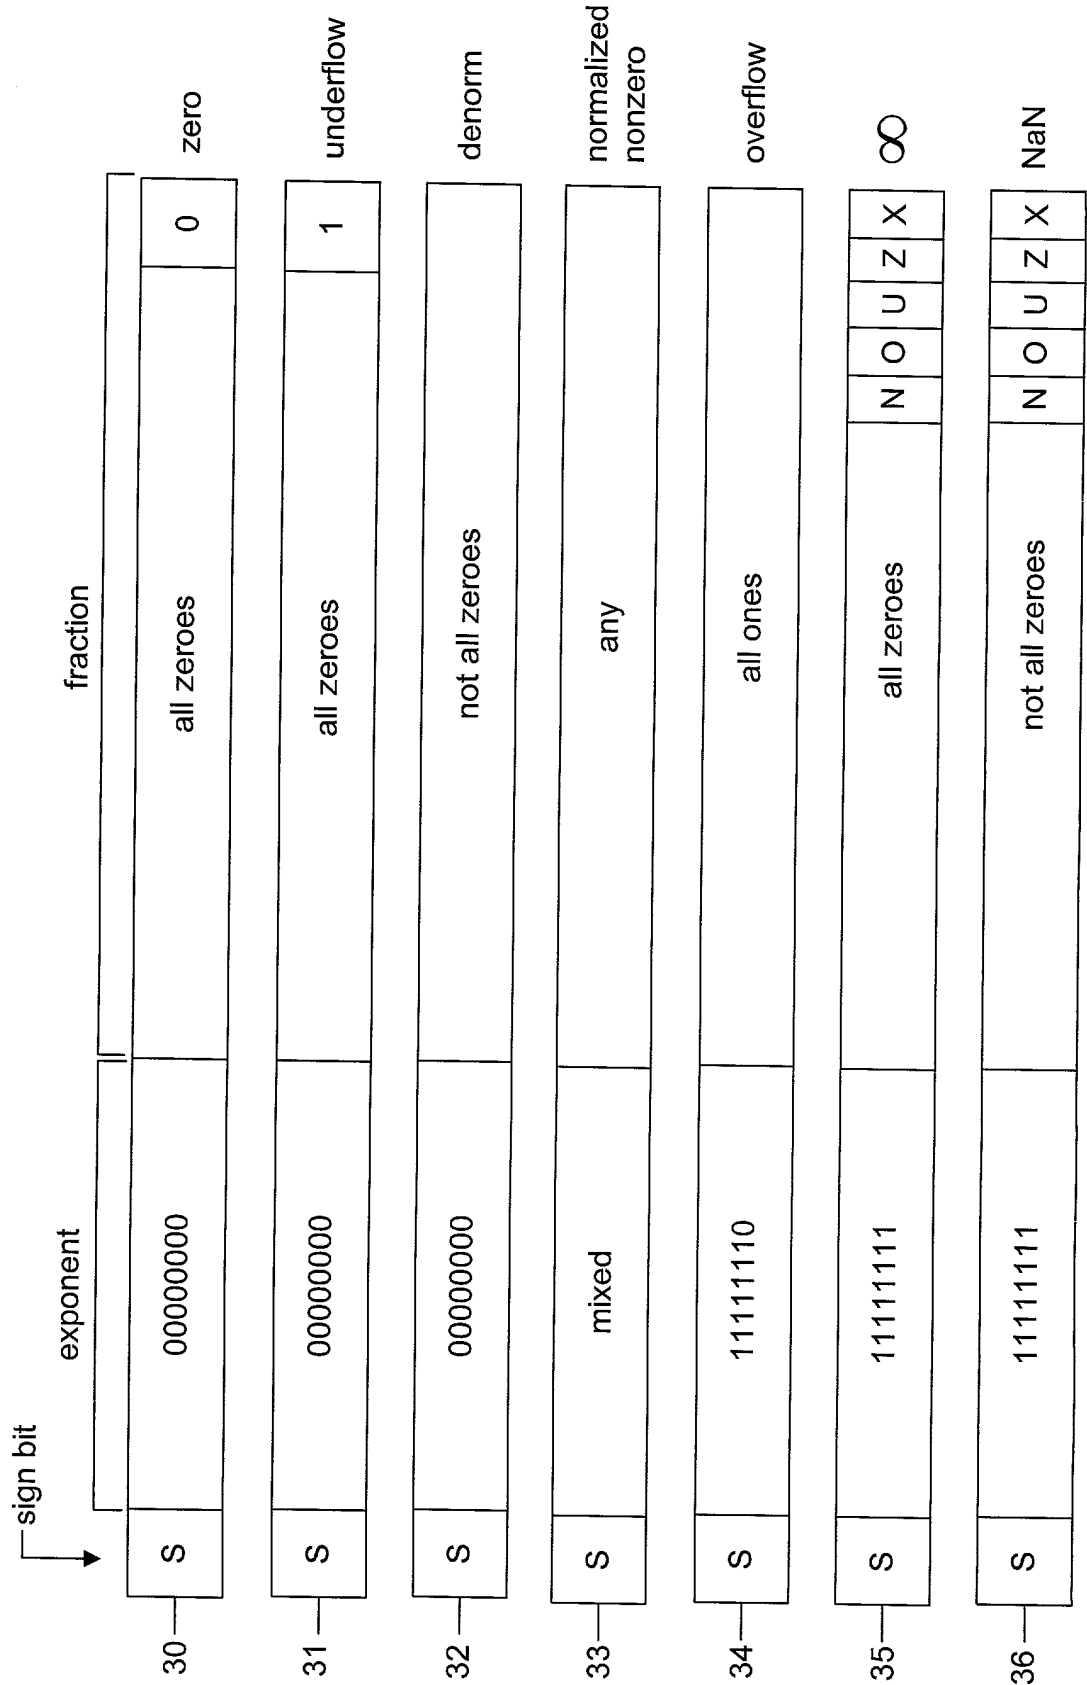 sign bit
exponent
fraction
30 S 00000000 all zeroes 0 zero
31 S 00000000 all zeroes 1 underflow
32 S 00000000 not all zeroes denorm
33 S mixed any normalized
nonzero
34 S 11111110 all ones overflow
35 S 11111111 all zeroes N O U Z X ∞
36 S 11111111 not all zeroes N O U Z X NaN